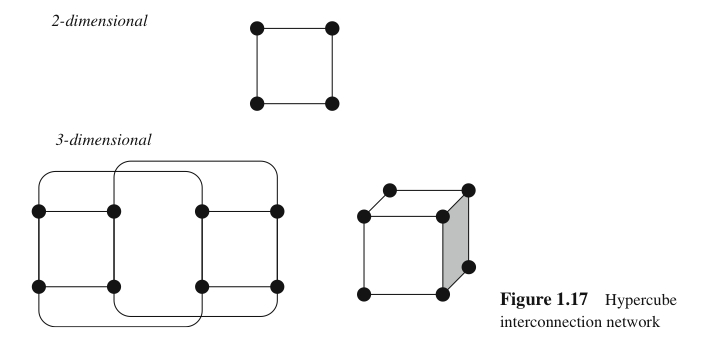 2-dimensional
3-dimensional
Figure 1.17 Hypercube
interconnection network